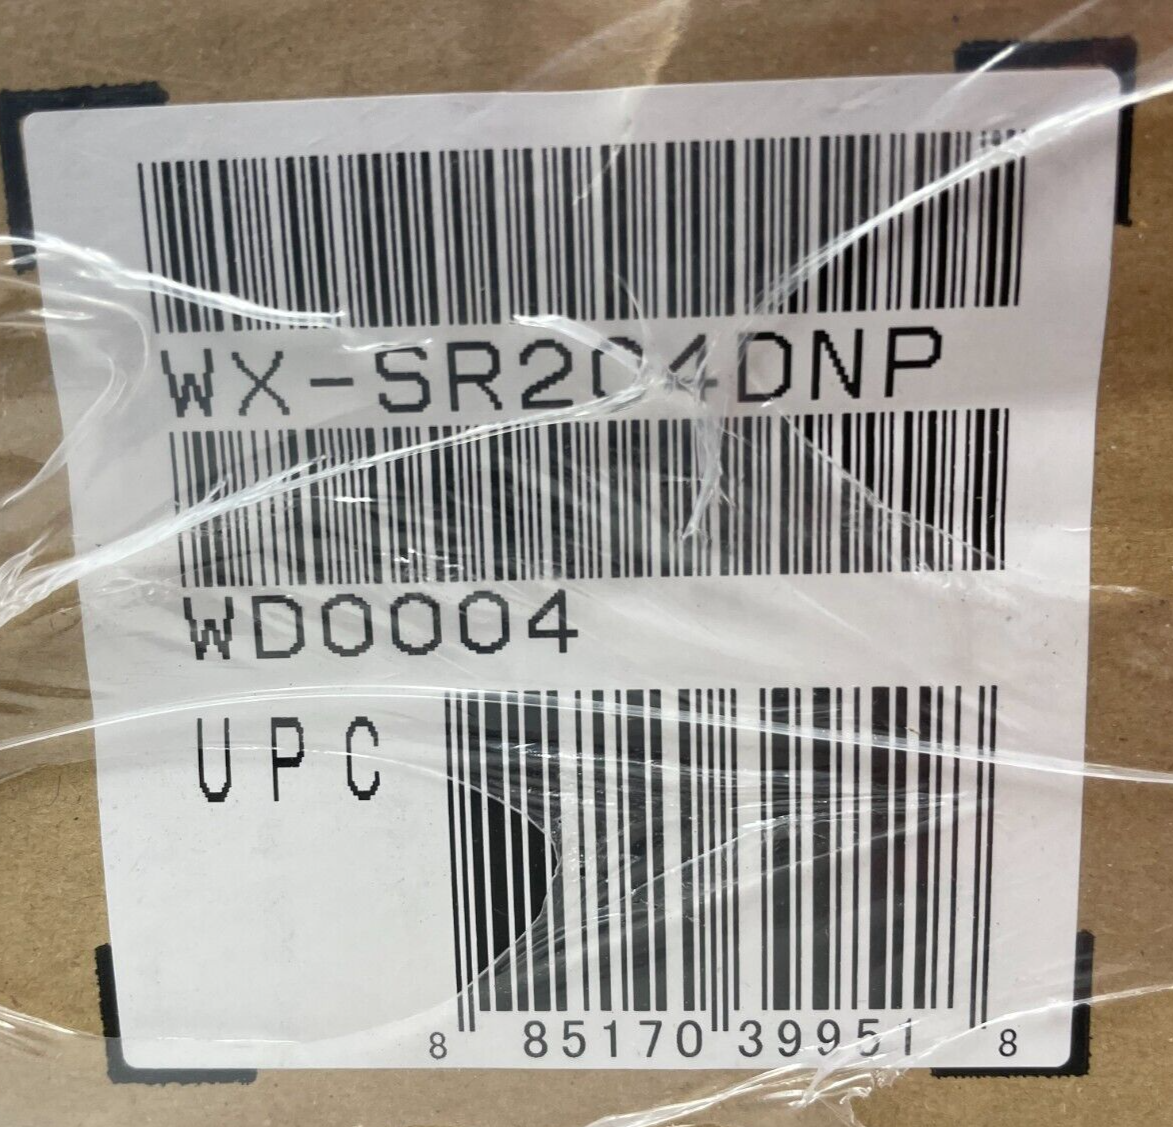 WX-SR204DNP
WD0004
UPC
8 85170 39951 8